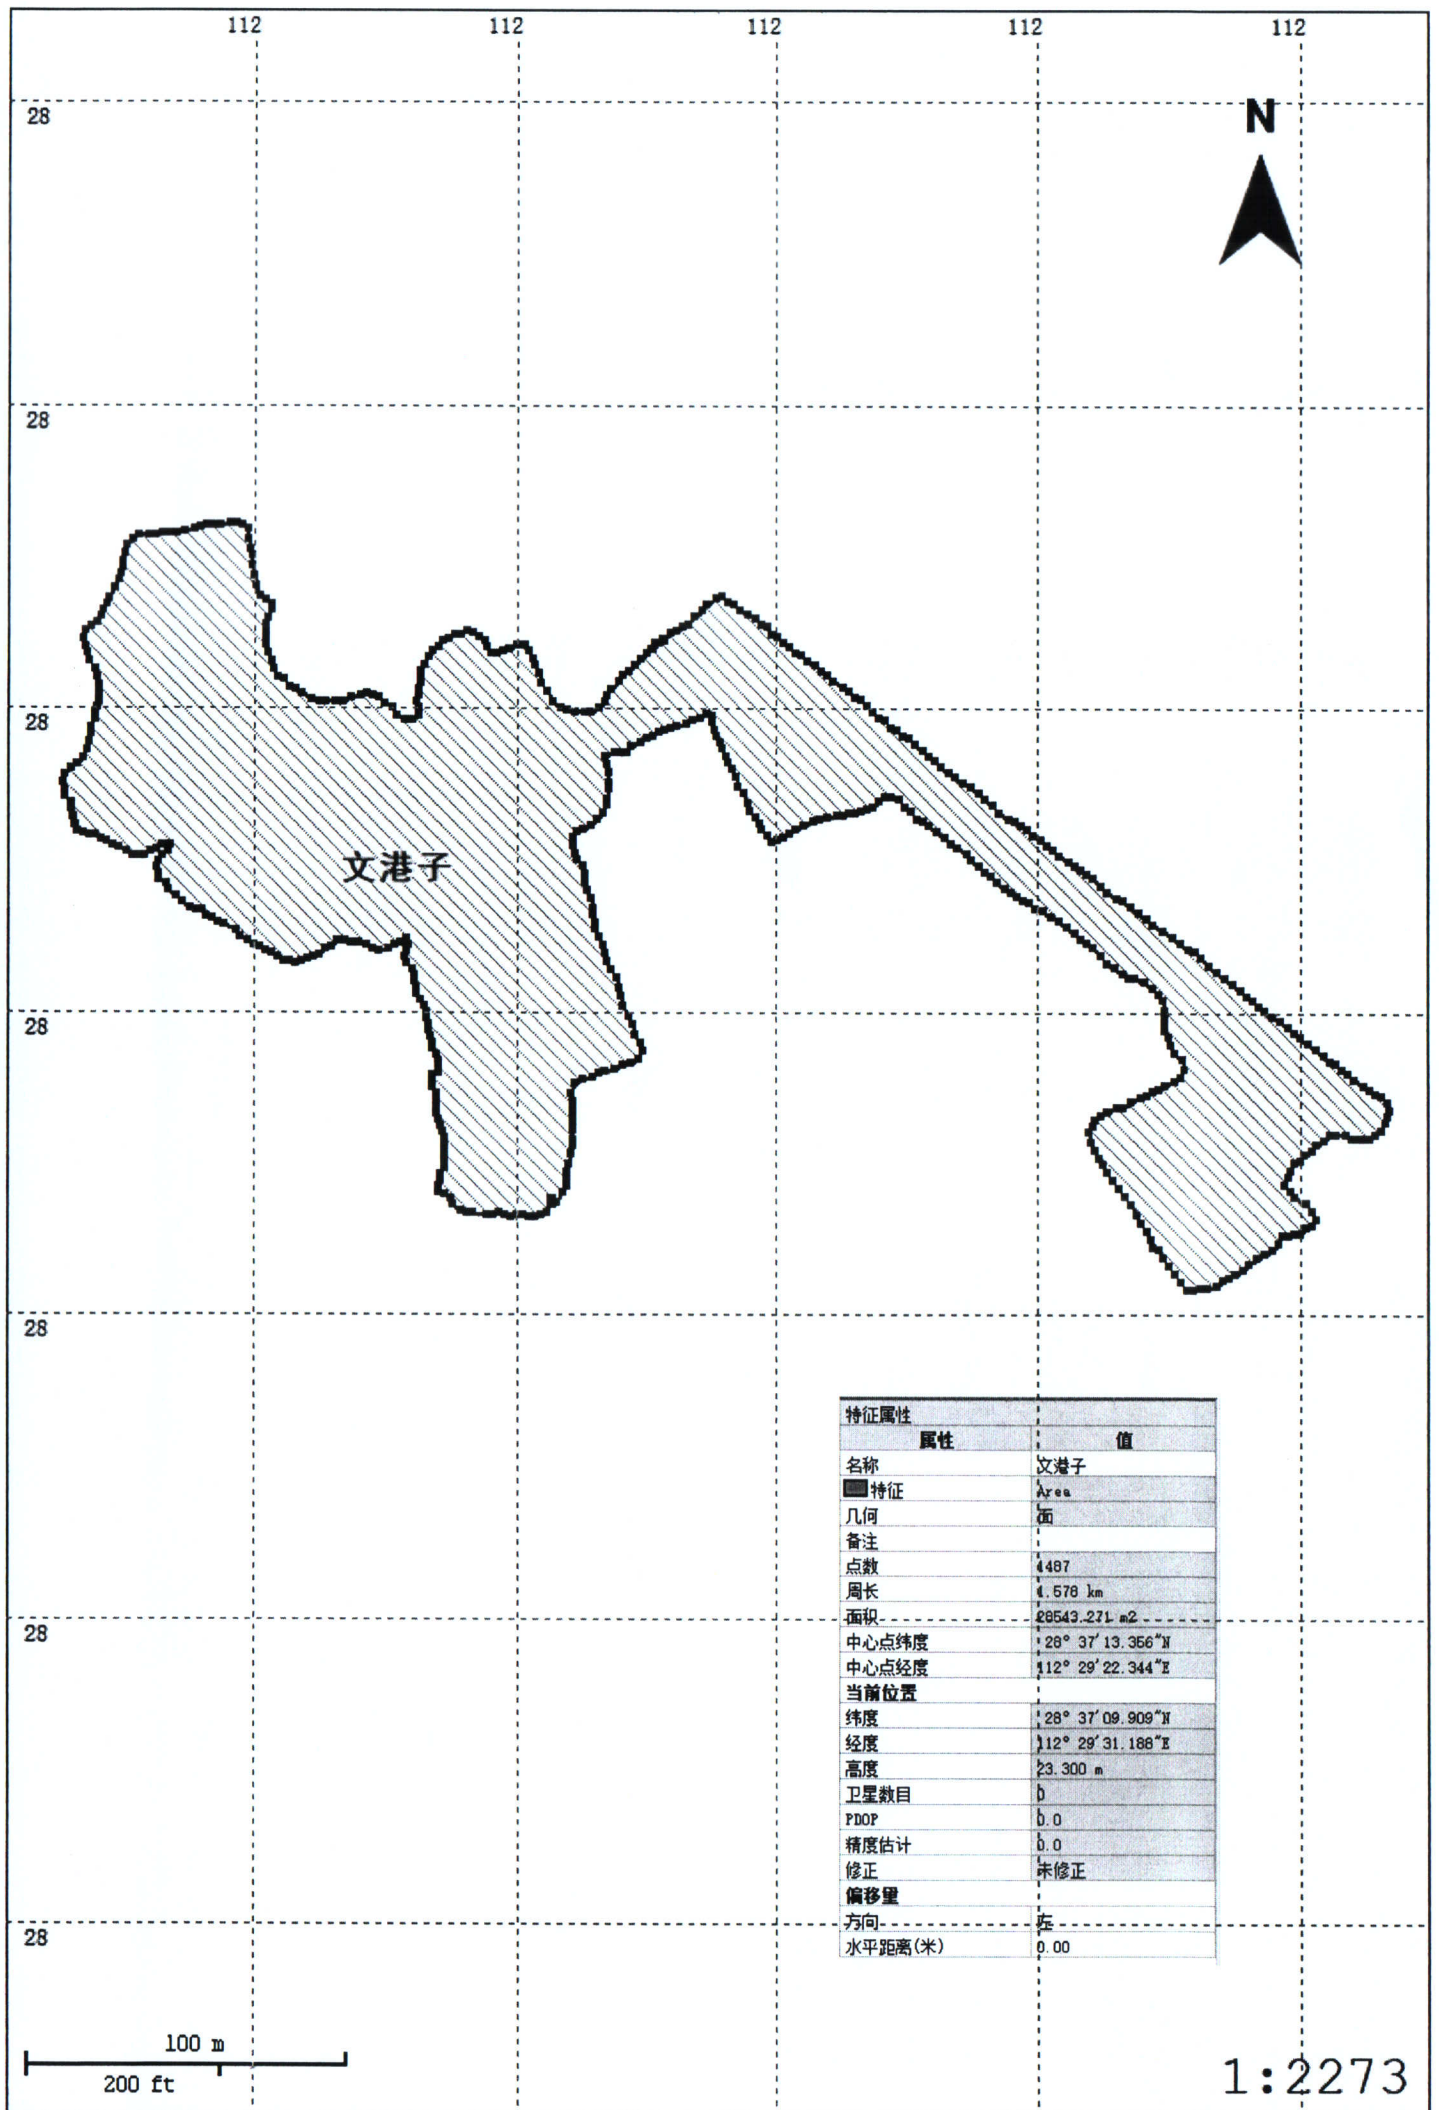 112 112 112 112 112
28
N
28
28
文港子
28
28
特征属性
属性 值
名称 文港子
特征 Area
几何 面
备注
点数 1487
周长 1.578 km
面积 28543.271 m2
中心点纬度 28° 37′13.356″N
中心点经度 112° 29′22.344″E
当前位置
纬度 28° 37′09.909″N
经度 112° 29′31.188″E
高度 23.300 m
卫星数目 0
PDOP 0.0
精度估计 0.0
修正 未修正
偏移量
方向 左
水平距离(米) 0.00
28
28
100 m
200 ft
1:2273